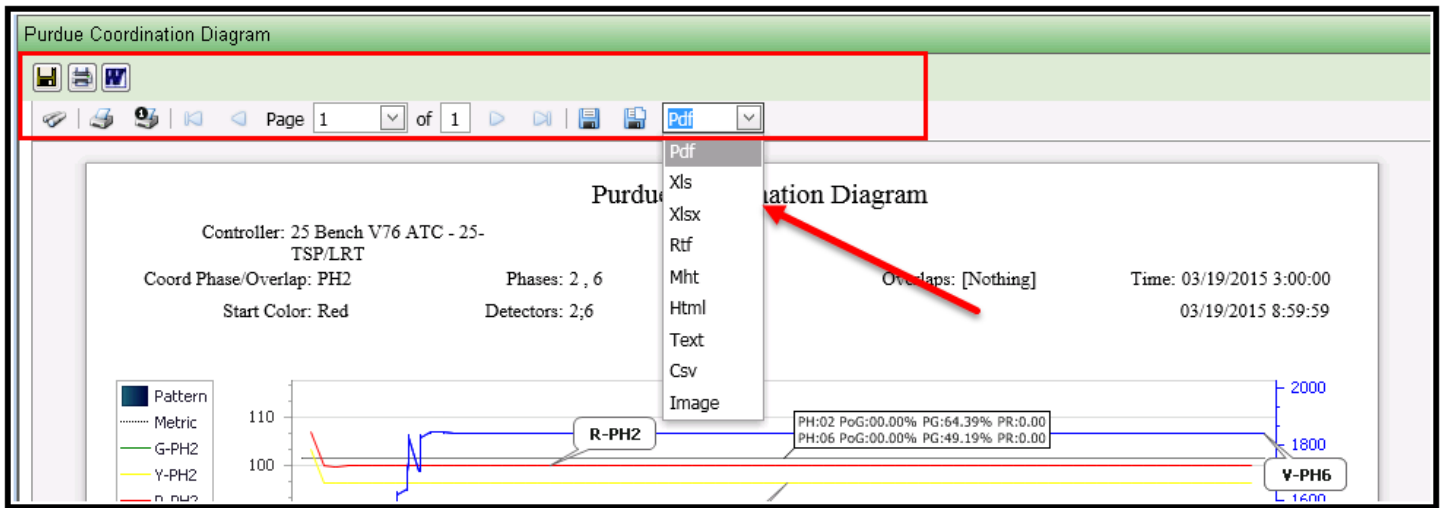 Purdue Coordination Diagram
W
Page 1 of 1 Pdf
Pdf
Xls
Xlsx
Rtf
Mht
Html
Text
Csv
Image
Purdu ation Diagram
Controller: 25 Bench V76 ATC - 25-
TSP/LRT
Coord Phase/Overlap: PH2 Phases: 2 , 6 Overlaps: [Nothing] Time: 03/19/2015 3:00:00
Start Color: Red Detectors: 2;6 03/19/2015 8:59:59
Pattern
Metric
G-PH2
Y-PH2
R-PH2
110
100
R-PH2
PH:02 PoG:00.00% PG:64.39% PR:0.00
PH:06 PoG:00.00% PG:49.19% PR:0.00
2000
1800
V-PH6
1600